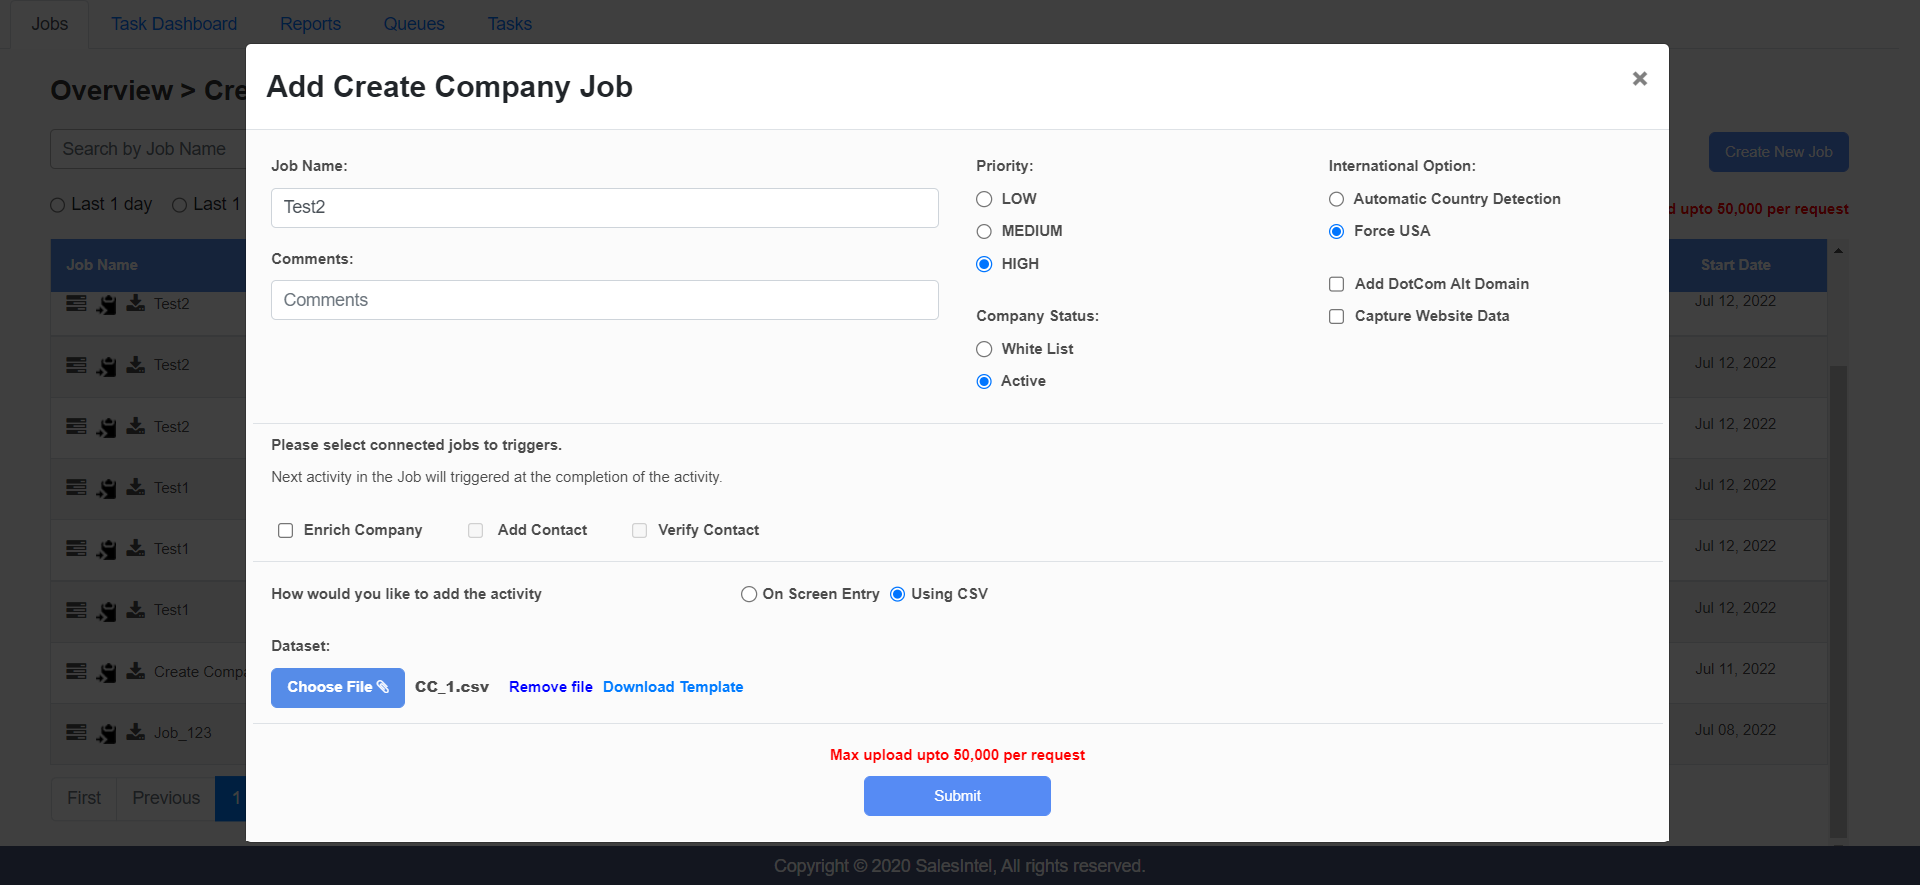 Jobs Task Dashboard Reports Queues Tasks
Add Create Company Job ×
Overview > Cre
Search by Job Name
Create New Job
Last 1 day Last 1
d upto 50,000 per request
Job Name Start Date
Test2 Jul 12, 2022
Test2 Jul 12, 2022
Test2 Jul 12, 2022
Test1 Jul 12, 2022
Test1 Jul 12, 2022
Test1 Jul 12, 2022
Create Compa Jul 11, 2022
Job_123 Jul 08, 2022
First Previous 1
Job Name:
Test2
Comments:
Comments
Priority:
LOW
MEDIUM
HIGH
Company Status:
White List
Active
International Option:
Automatic Country Detection
Force USA
Add DotCom Alt Domain
Capture Website Data
Please select connected jobs to triggers.
Next activity in the Job will triggered at the completion of the activity.
Enrich Company Add Contact Verify Contact
How would you like to add the activity On Screen Entry Using CSV
Dataset:
Choose File CC_1.csv Remove file Download Template
Max upload upto 50,000 per request
Submit
Copyright © 2020 SalesIntel, All rights reserved.